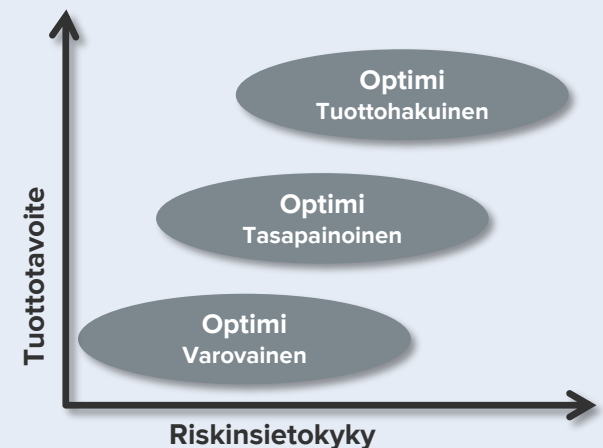 Optimi
Tuottohakuinen
Optimi
Tasapainoinen
Optimi
Varovainen
Tuottotavoite
Riskinsietokyky